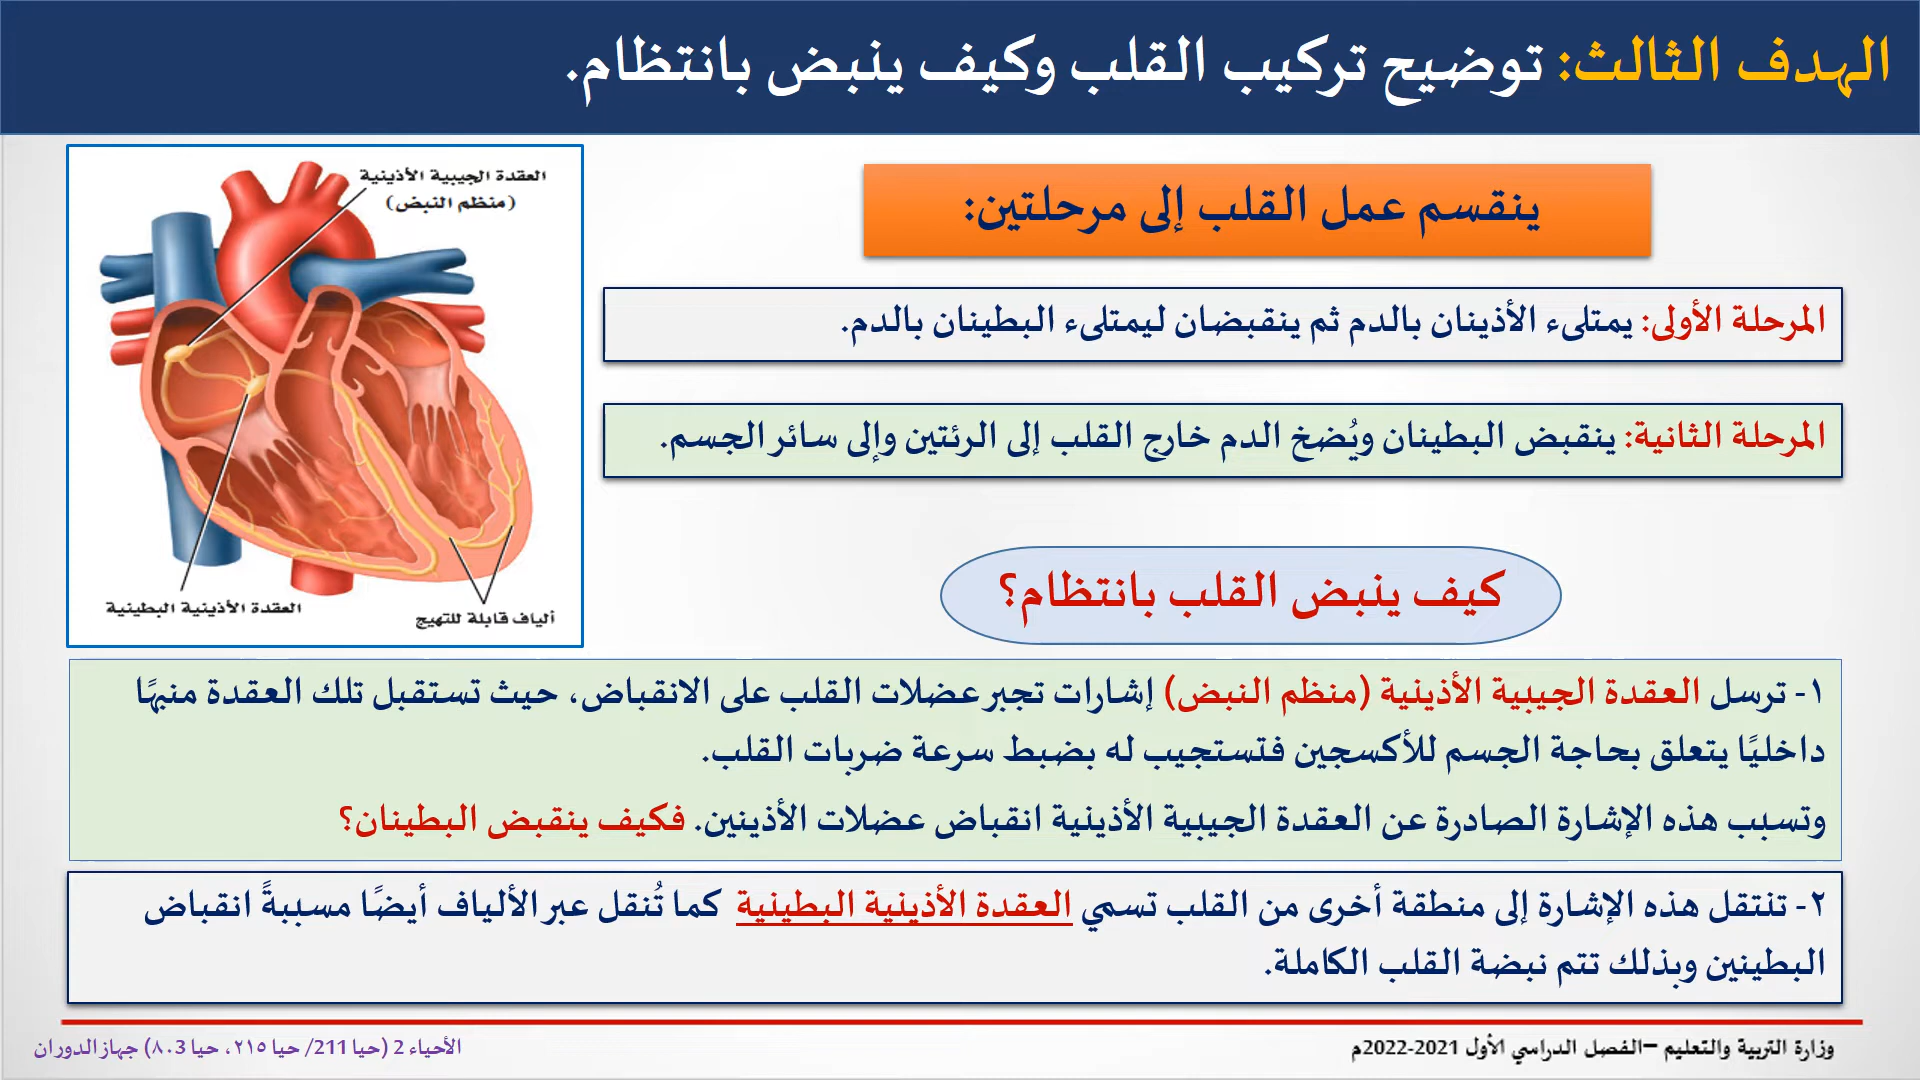 الهدف الثالث: توضيح تركيب القلب وكيف ينبض بانتظام.
ينقسم عمل القلب إلى مرحلتين:
المرحلة الأولى: يمتلىء الأذينان بالدم ثم ينقبضان ليمتلىء البطينان بالدم.
المرحلة الثانية: ينقبض البطينان ويُضخ الدم خارج القلب إلى الرئتين وإلى سائر الجسم.
العقدة الجيبية الأذينية
(منظم النبض)
العقدة الأذينية البطينية
ألياف قابلة للتهيج
كيف ينبض القلب بانتظام؟
١- ترسل العقدة الجيبية الأذينية (منظم النبض) إشارات تجبر عضلات القلب على الانقباض، حيث تستقبل تلك العقدة منبهًا
داخليًا يتعلق بحاجة الجسم للأكسجين فتستجيب له بضبط سرعة ضربات القلب.
وتسبب هذه الإشارة الصادرة عن العقدة الجيبية الأذينية انقباض عضلات الأذينين. فكيف ينقبض البطينان؟
٢- تنتقل هذه الإشارة إلى منطقة أخرى من القلب تسمي العقدة الأذينية البطينية كما تُنقل عبر الألياف أيضًا مسببةً انقباض
البطينين وبذلك تتم نبضة القلب الكاملة.
وزارة التربية والتعليم –الفصل الدراسي الأول 2021-2022م
الأحياء 2 (حيا 211/ حيا ٢١٥، حيا ٨٠3) جهاز الدوران